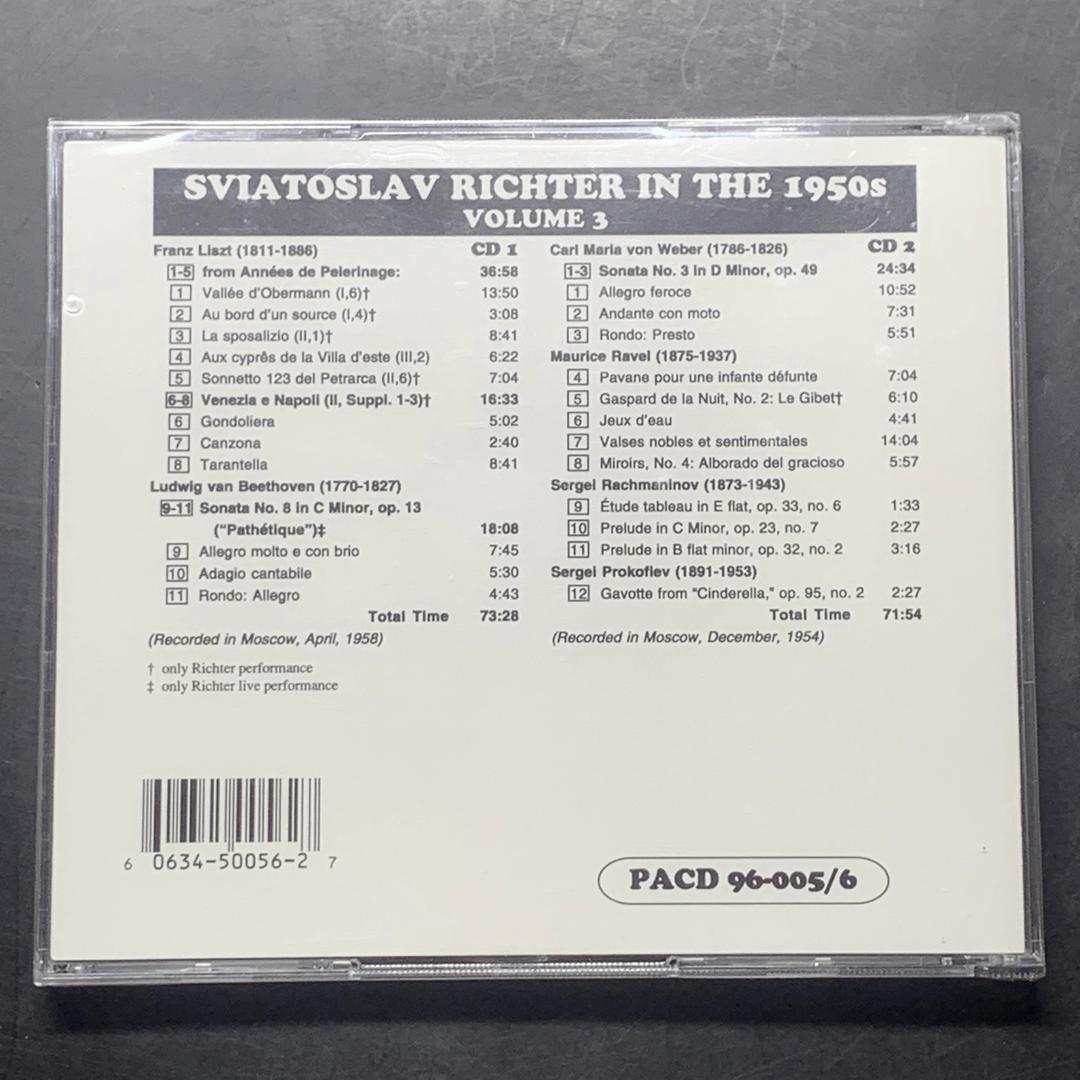 SVIATOSLAV RICHTER IN THE 1950s
VOLUME 3
Franz Liszt (1811-1886) CD 1
1-5 from Années de Pelerinage: 36:58
1 Vallée d'Obermann (I,6)† 13:50
2 Au bord d'un source (I,4)† 3:08
3 La sposalizio (II,1)† 8:41
4 Aux cyprês de la Villa d'este (III,2) 6:22
5 Sonnetto 123 del Petrarca (II,6)† 7:04
6-8 Venezia e Napoli (II, Suppl. 1-3)† 16:33
6 Gondoliera 5:02
7 Canzona 2:40
8 Tarantella 8:41
Ludwig van Beethoven (1770-1827)
9-11 Sonata No. 8 in C Minor, op. 13
("Pathétique")‡ 18:08
9 Allegro molto e con brio 7:45
10 Adagio cantabile 5:30
11 Rondo: Allegro 4:43
Total Time 73:28
(Recorded in Moscow, April, 1958)
† only Richter performance
‡ only Richter live performance
Carl Maria von Weber (1786-1826) CD 2
1-3 Sonata No. 3 in D Minor, op. 49 24:34
1 Allegro feroce 10:52
2 Andante con moto 7:31
3 Rondo: Presto 5:51
Maurice Ravel (1875-1937)
4 Pavane pour une infante défunte 7:04
5 Gaspard de la Nuit, No. 2: Le Gibet† 6:10
6 Jeux d'eau 4:41
7 Valses nobles et sentimentales 14:04
8 Miroirs, No. 4: Alborado del gracioso 5:57
Sergei Rachmaninov (1873-1943)
9 Étude tableau in E flat, op. 33, no. 6 1:33
10 Prelude in C Minor, op. 23, no. 7 2:27
11 Prelude in B flat minor, op. 32, no. 2 3:16
Sergei Prokofiev (1891-1953)
12 Gavotte from "Cinderella," op. 95, no. 2 2:27
Total Time 71:54
(Recorded in Moscow, December, 1954)
6 0634-50056-2 7
PACD 96-005/6